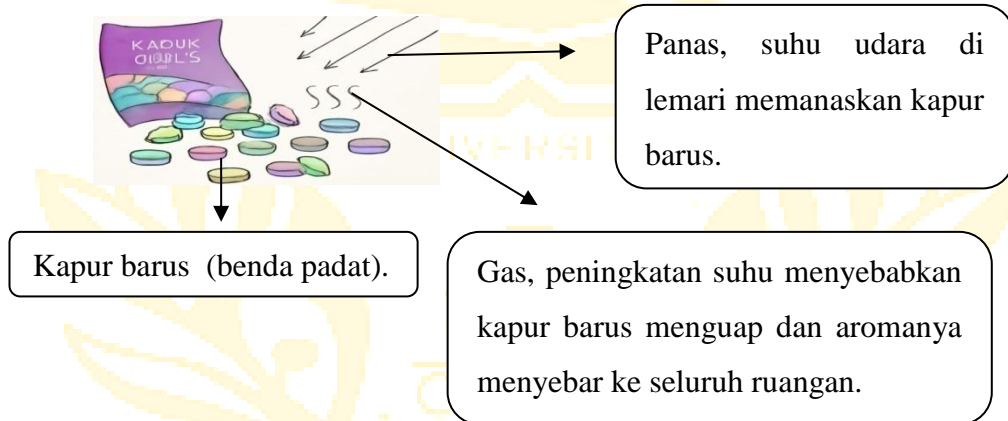 KADUK
Panas, suhu udara di
lemari memanaskan kapur
barus.
Kapur barus (benda padat).
Gas, peningkatan suhu menyebabkan
kapur barus menguap dan aromanya
menyebar ke seluruh ruangan.